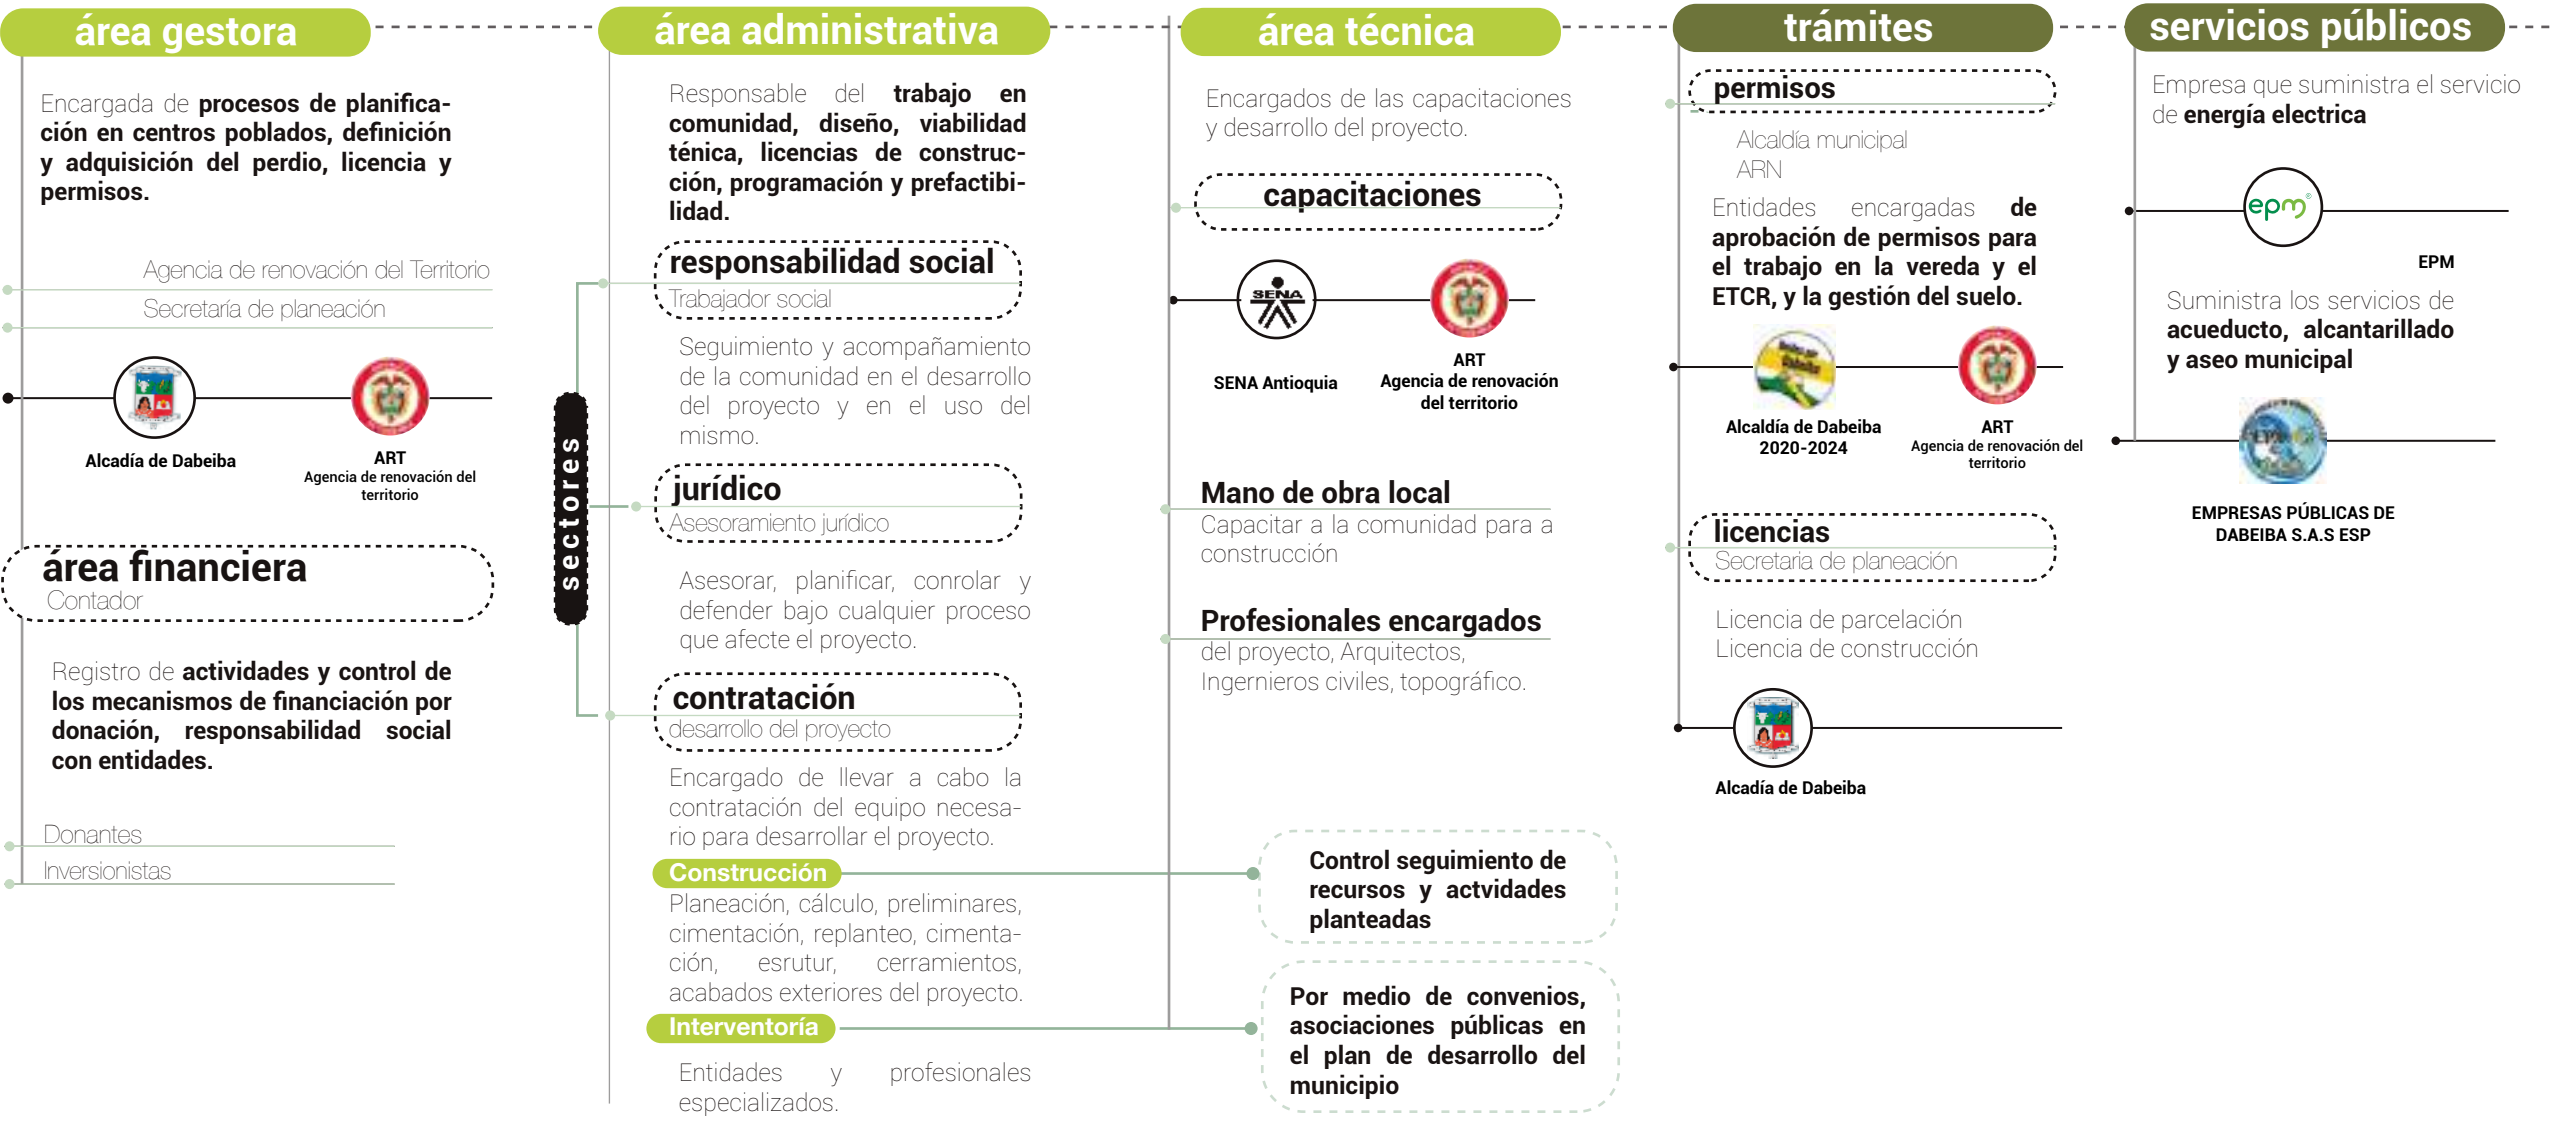 área gestora
Encargada de procesos de planifica-
ción en centros poblados, definición
y adquisición del perdio, licencia y
permisos.
Agencia de renovación del Territorio
Secretaría de planeación
Alcadía de Dabeiba
ART
Agencia de renovación del
territorio
área financiera
Contador
Registro de actividades y control de
los mecanismos de financiación por
donación, responsabilidad social
con entidades.
Donantes
Inversionistas
sectores
área administrativa
Responsable del trabajo en
comunidad, diseño, viabilidad
ténica, licencias de construc-
ción, programación y prefactibi-
lidad.
responsabilidad social
Trabajador social
Seguimiento y acompañamiento
de la comunidad en el desarrollo
del proyecto y en el uso del
mismo.
jurídico
Asesoramiento jurídico
Asesorar, planificar, conrolar y
defender bajo cualquier proceso
que afecte el proyecto.
contratación
desarrollo del proyecto
Encargado de llevar a cabo la
contratación del equipo necesa-
rio para desarrollar el proyecto.
Construcción
Planeación, cálculo, preliminares,
cimentación, replanteo, cimenta-
ción, esrutur, cerramientos,
acabados exteriores del proyecto.
Interventoría
Entidades y profesionales
especializados.
área técnica
Encargados de las capacitaciones
y desarrollo del proyecto.
capacitaciones
SENA
SENA Antioquia
ART
Agencia de renovación
del territorio
Mano de obra local
Capacitar a la comunidad para a
construcción
Profesionales encargados
del proyecto, Arquitectos,
Ingernieros civiles, topográfico.
Control seguimiento de
recursos y actvidades
planteadas
Por medio de convenios,
asociaciones públicas en
el plan de desarrollo del
municipio
trámites
permisos
Alcaldía municipal
ARN
Entidades encargadas de
aprobación de permisos para
el trabajo en la vereda y el
ETCR, y la gestión del suelo.
Alcaldía de Dabeiba
2020-2024
ART
Agencia de renovación del
territorio
licencias
Secretaria de planeación
Licencia de parcelación
Licencia de construcción
Alcadía de Dabeiba
servicios públicos
Empresa que suministra el servicio
de energía electrica
epm®
EPM
Suministra los servicios de
acueducto, alcantarillado
y aseo municipal
EMPRESAS PÚBLICAS DE
DABEIBA S.A.S ESP